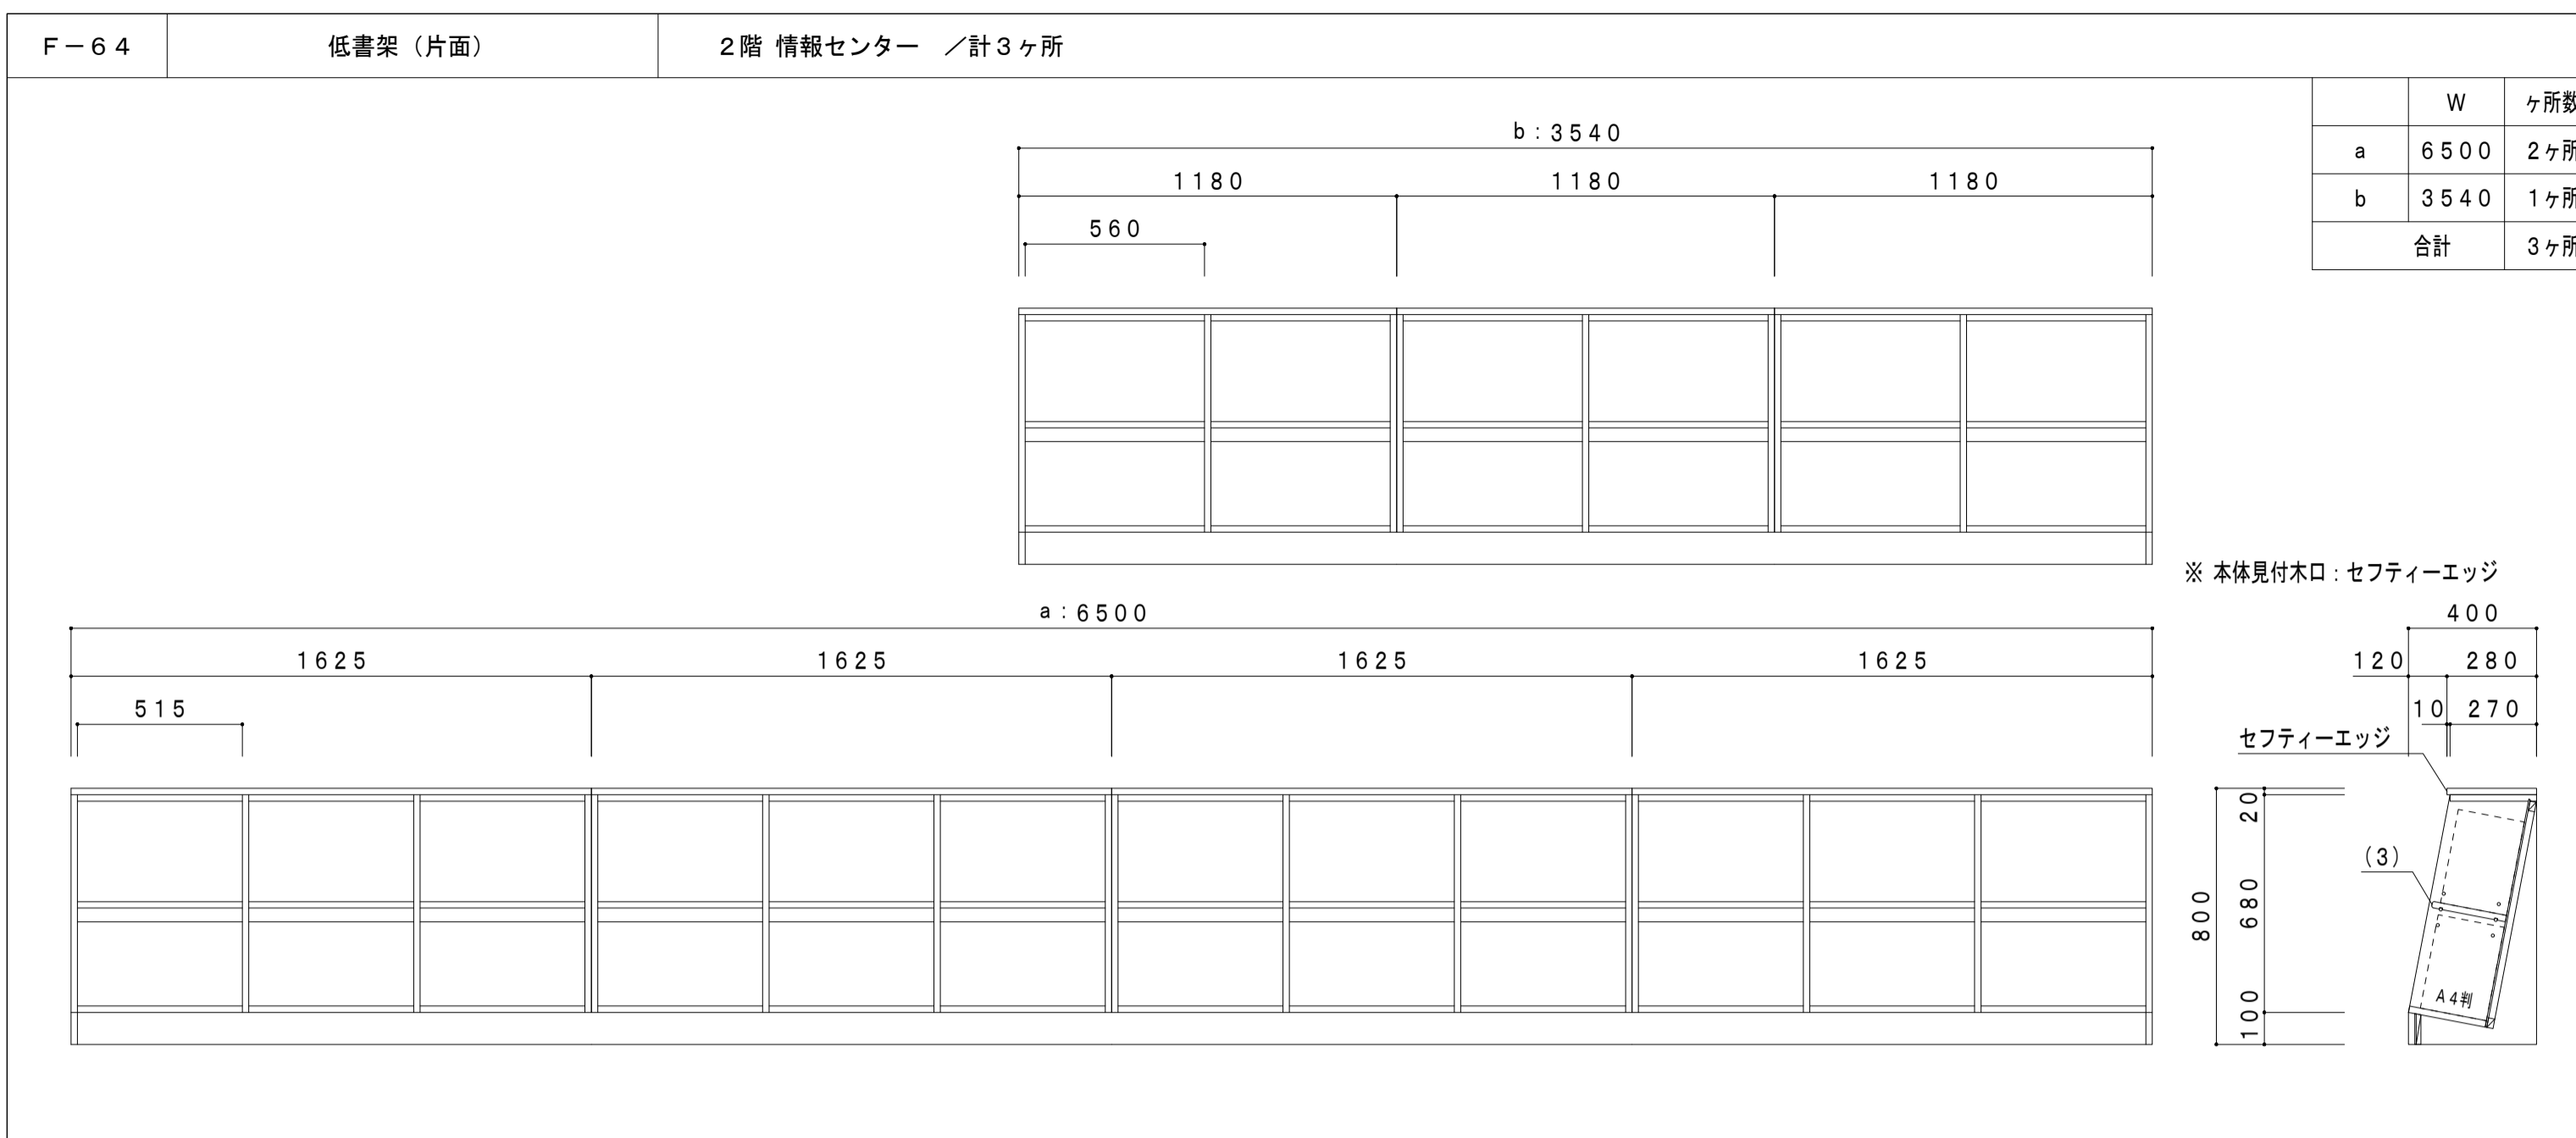 F－64 低書架（片面） 2階 情報センター ／計3ヶ所
W ヶ所数
a 6500 2ヶ所
b 3540 1ヶ所
合計 3ヶ所
b：3540
1180 1180 1180
560
※ 本体見付木口：セフティーエッジ
a：6500
1625 1625 1625 1625
515
400
120 280
10 270
セフティーエッジ
20
(3)
680
800
100
A4判